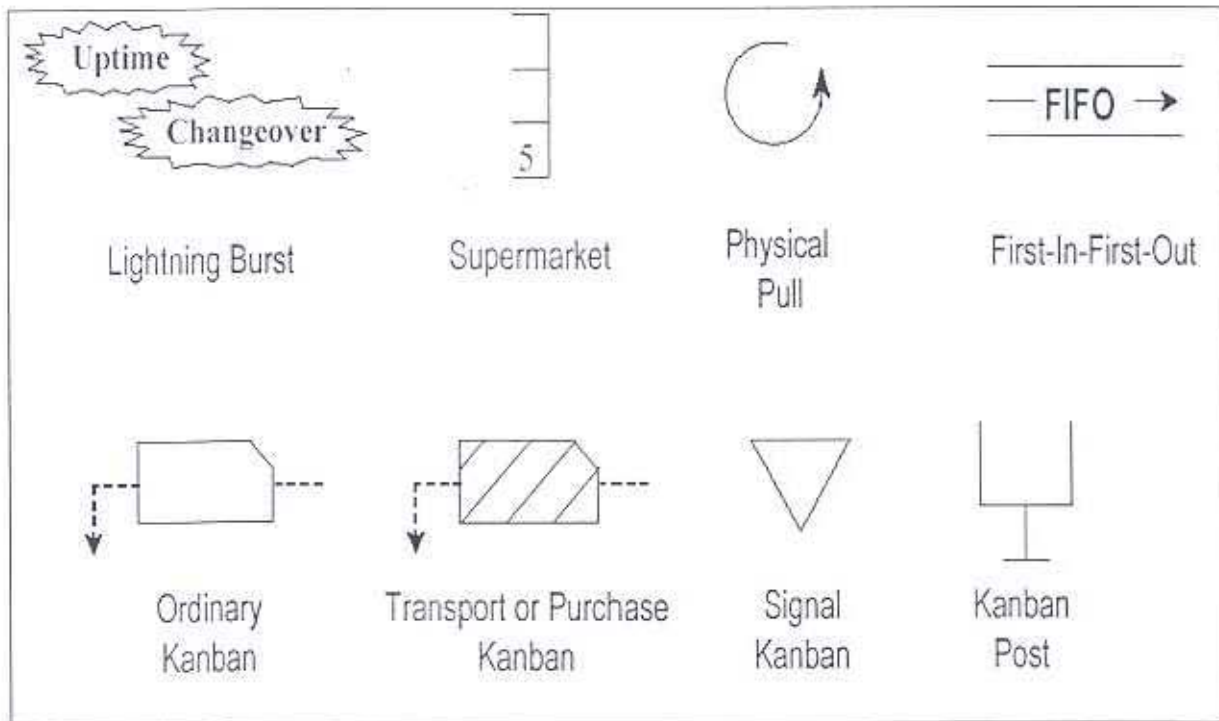 Uptime
Changeover
5
FIFO
Lightning Burst
Supermarket
Physical
Pull
First-In-First-Out
Ordinary
Kanban
Transport or Purchase
Kanban
Signal
Kanban
Kanban
Post